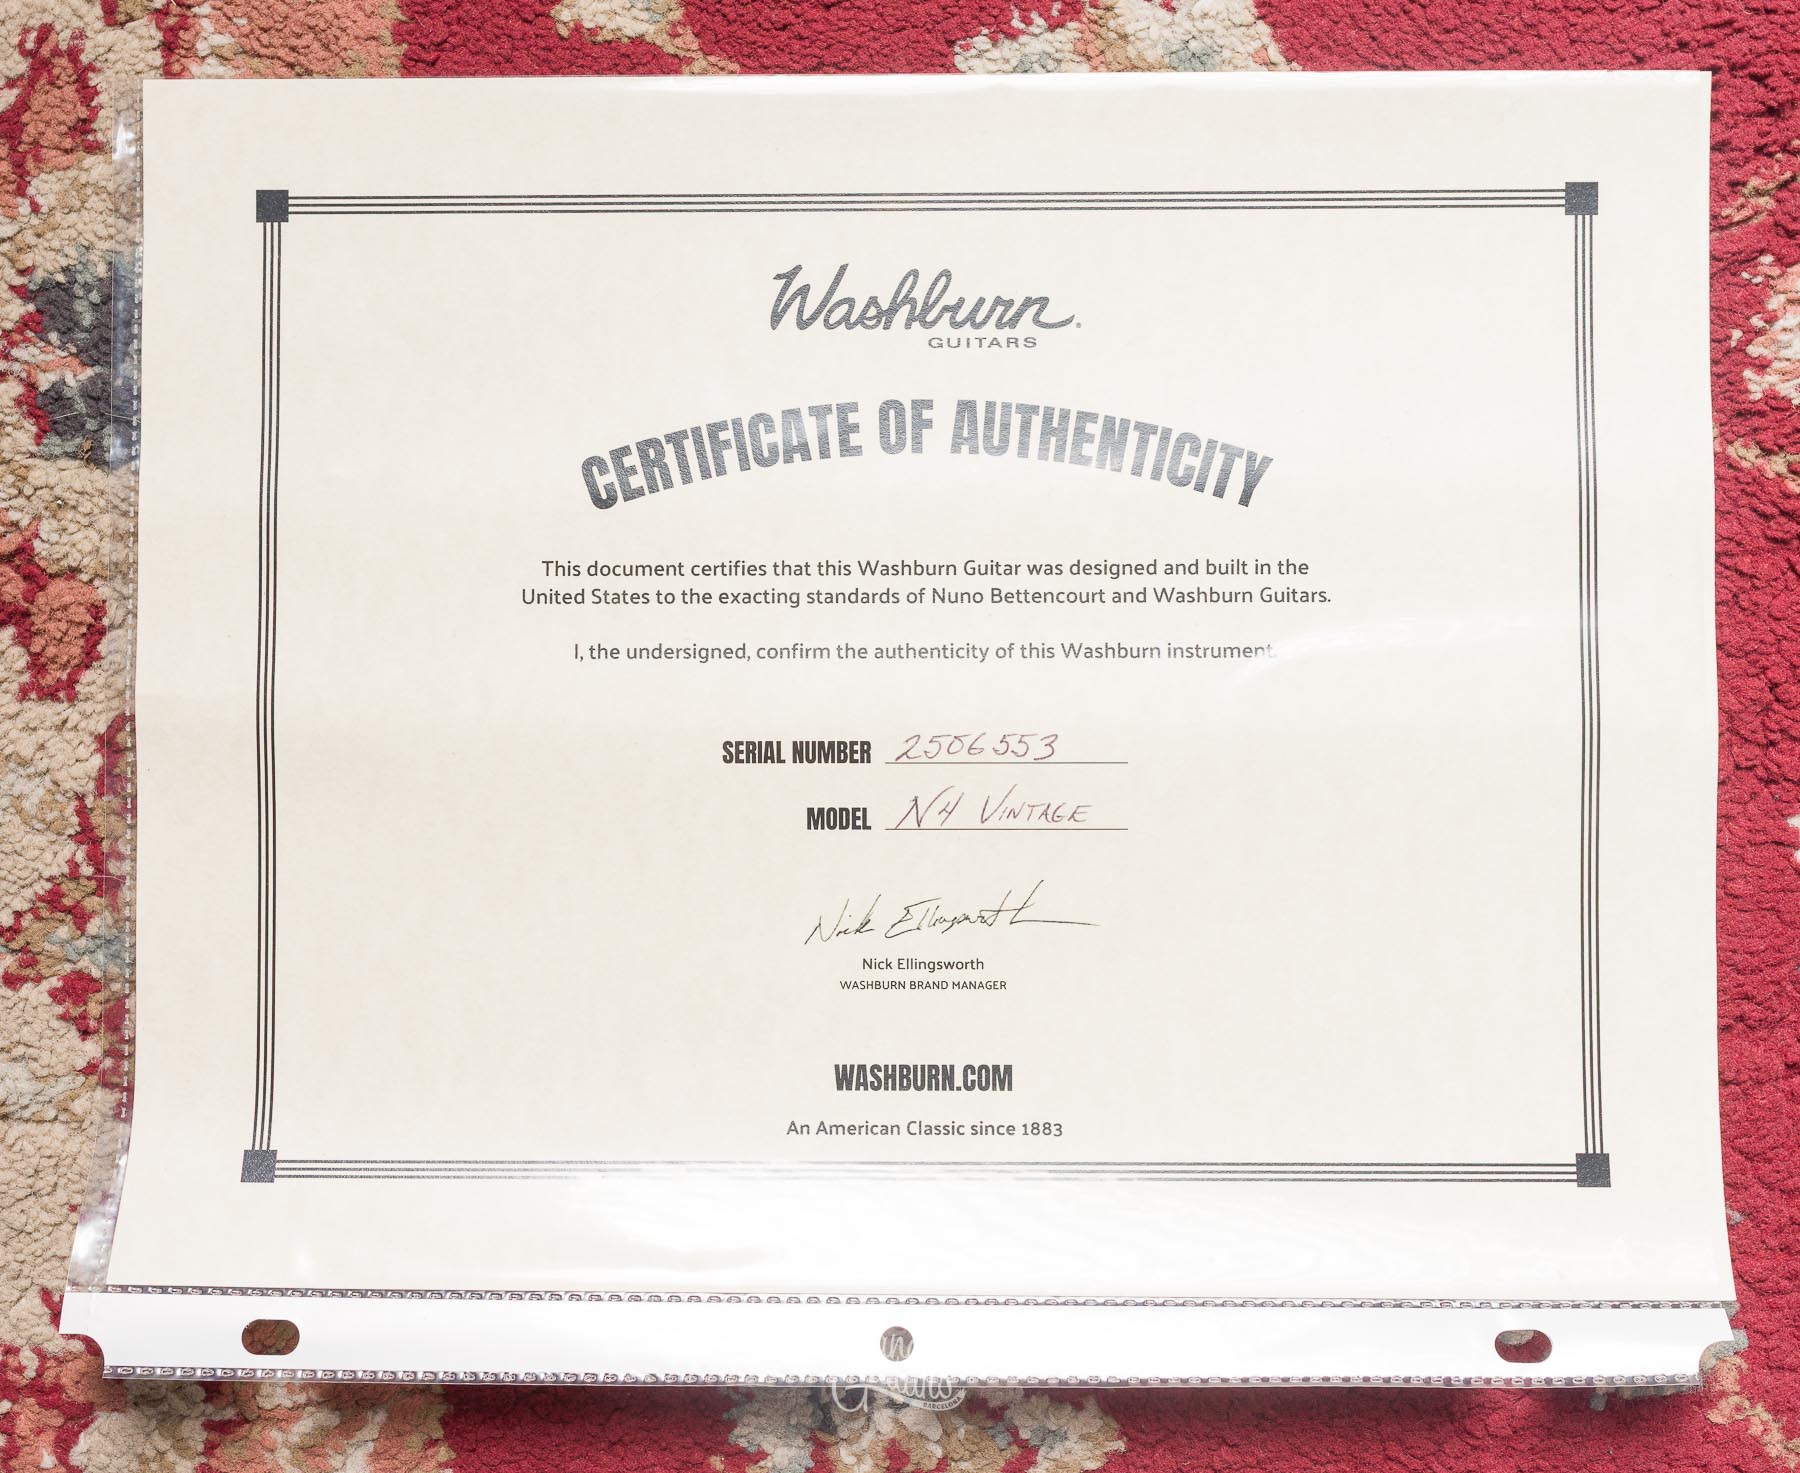 Washburn.
GUITARS
CERTIFICATE OF AUTHENTICITY
This document certifies that this Washburn Guitar was designed and built in the
United States to the exacting standards of Nuno Bettencourt and Washburn Guitars.
I, the undersigned, confirm the authenticity of this Washburn instrument.
SERIAL NUMBER 2506553
MODEL N4 VINTAGE
Nick Ellingsworth
Nick Ellingsworth
WASHBURN BRAND MANAGER
WASHBURN.COM
An American Classic since 1883
BARCELONA